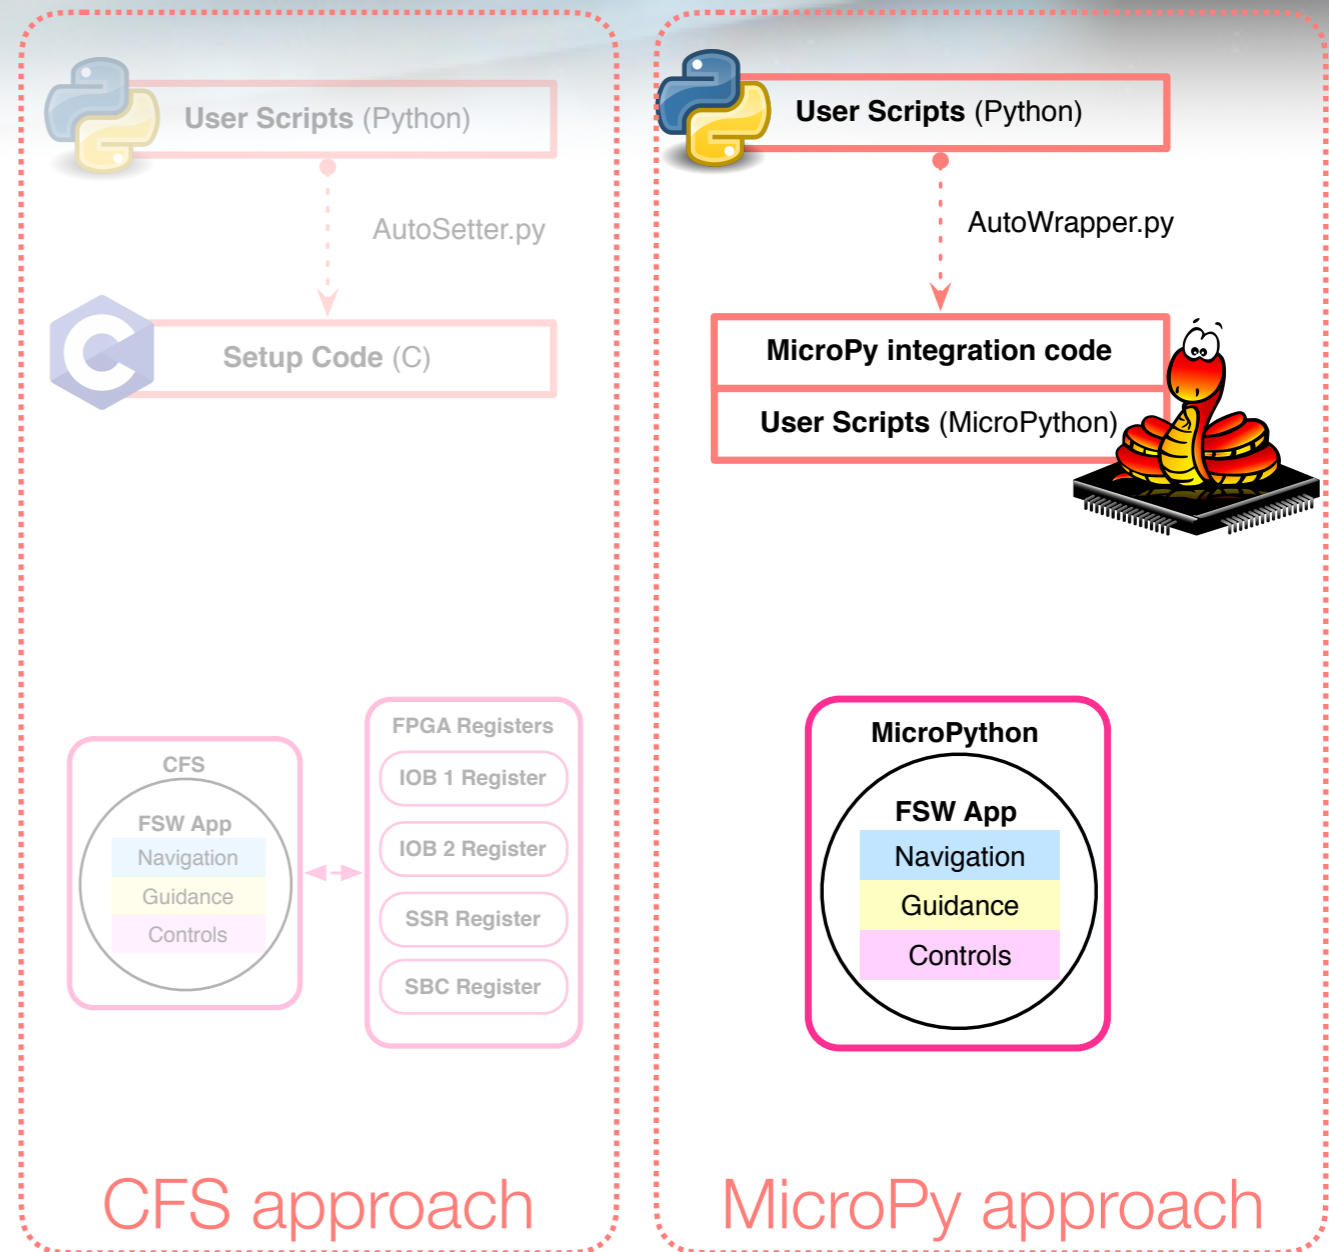 User Scripts (Python)
AutoSetter.py
Setup Code (C)
CFS
FSW App
Navigation
Guidance
Controls
FPGA Registers
IOB 1 Register
IOB 2 Register
SSR Register
SBC Register
CFS approach
User Scripts (Python)
AutoWrapper.py
MicroPy integration code
User Scripts (MicroPython)
MicroPython
FSW App
Navigation
Guidance
Controls
MicroPy approach